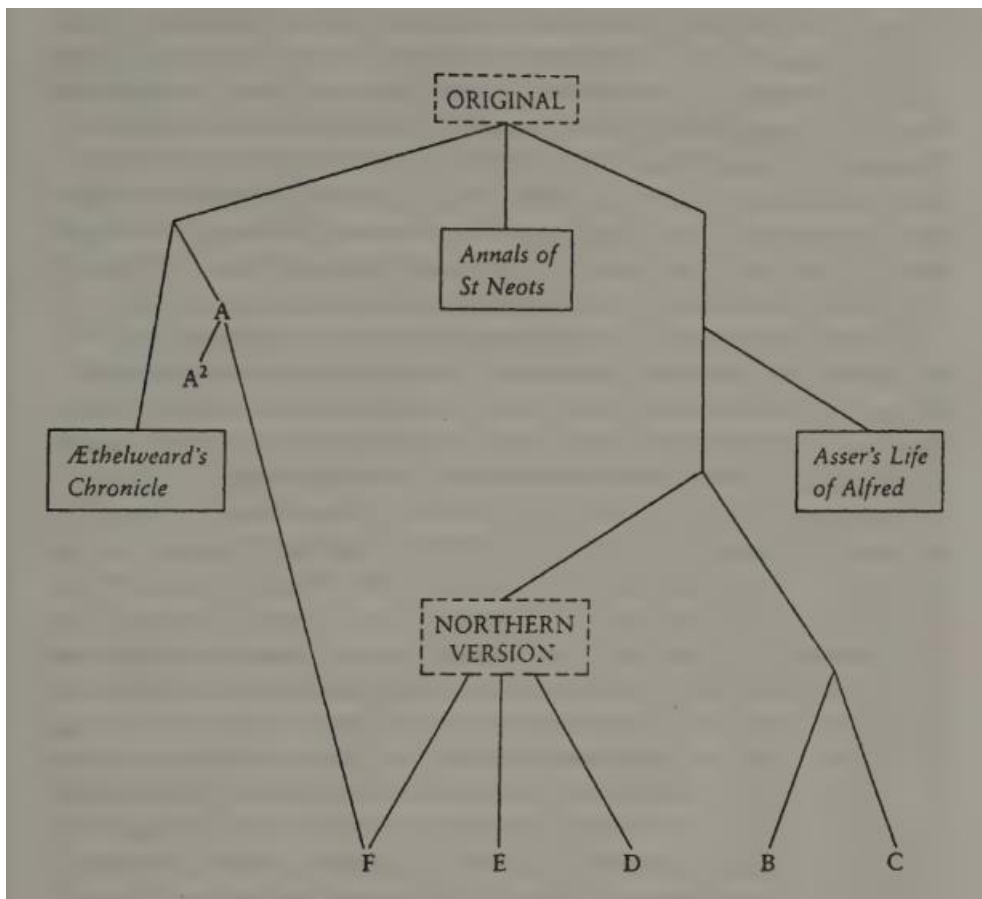 ORIGINAL
Annals of
St Neots
A
A²
Æthelweard's
Chronicle
Asser's Life
of Alfred
NORTHERN
VERSION
F
E
D
B
C